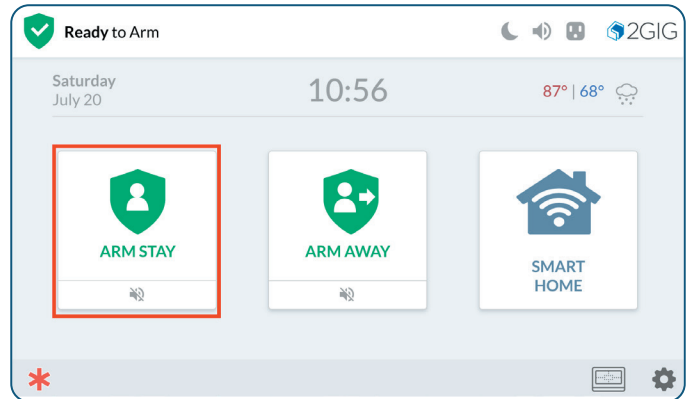 Ready to Arm
2GIG
Saturday
July 20
10:56
87° | 68°
ARM STAY
ARM AWAY
SMART
HOME